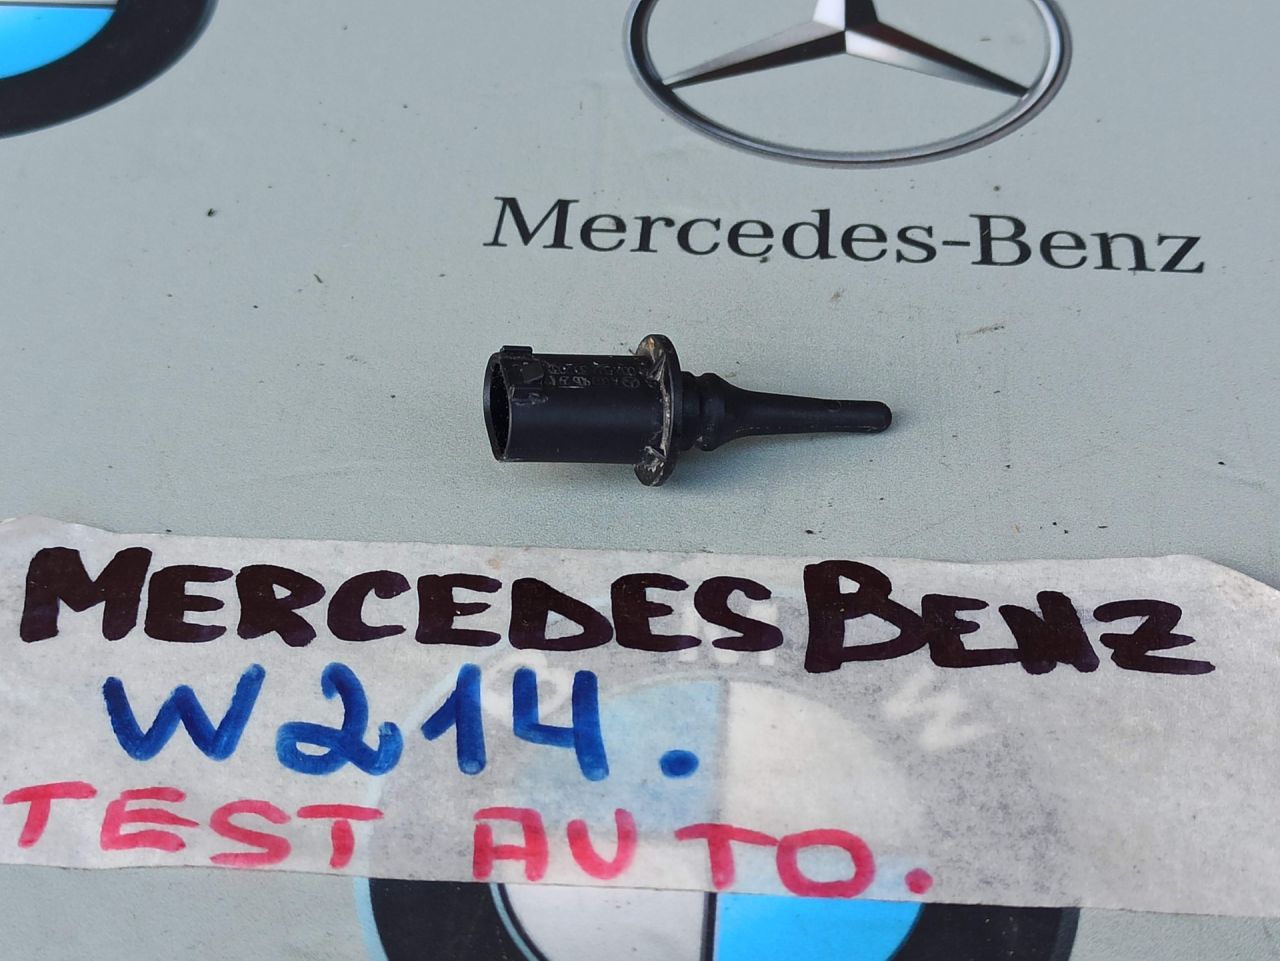 Mercedes-Benz
MERCEDES BENZ
W214.
TEST AUTO.
B M W